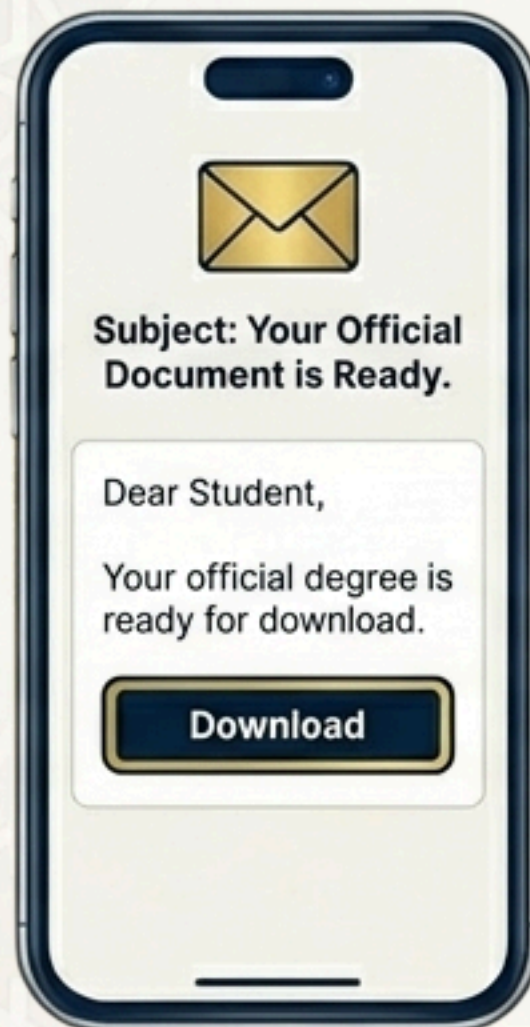 Subject: Your Official
Document is Ready.
Dear Student,
Your official degree is
ready for download.
Download